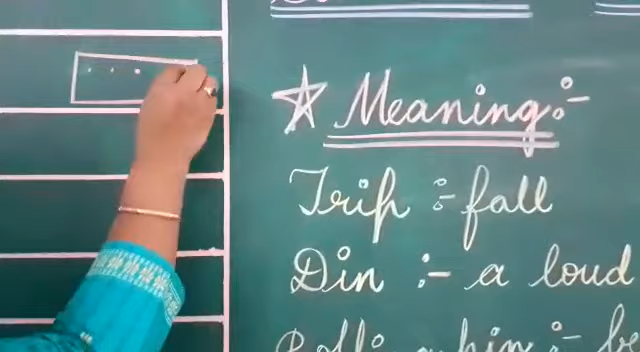 Meaning :-
Trip :- fall
Din :- a loud